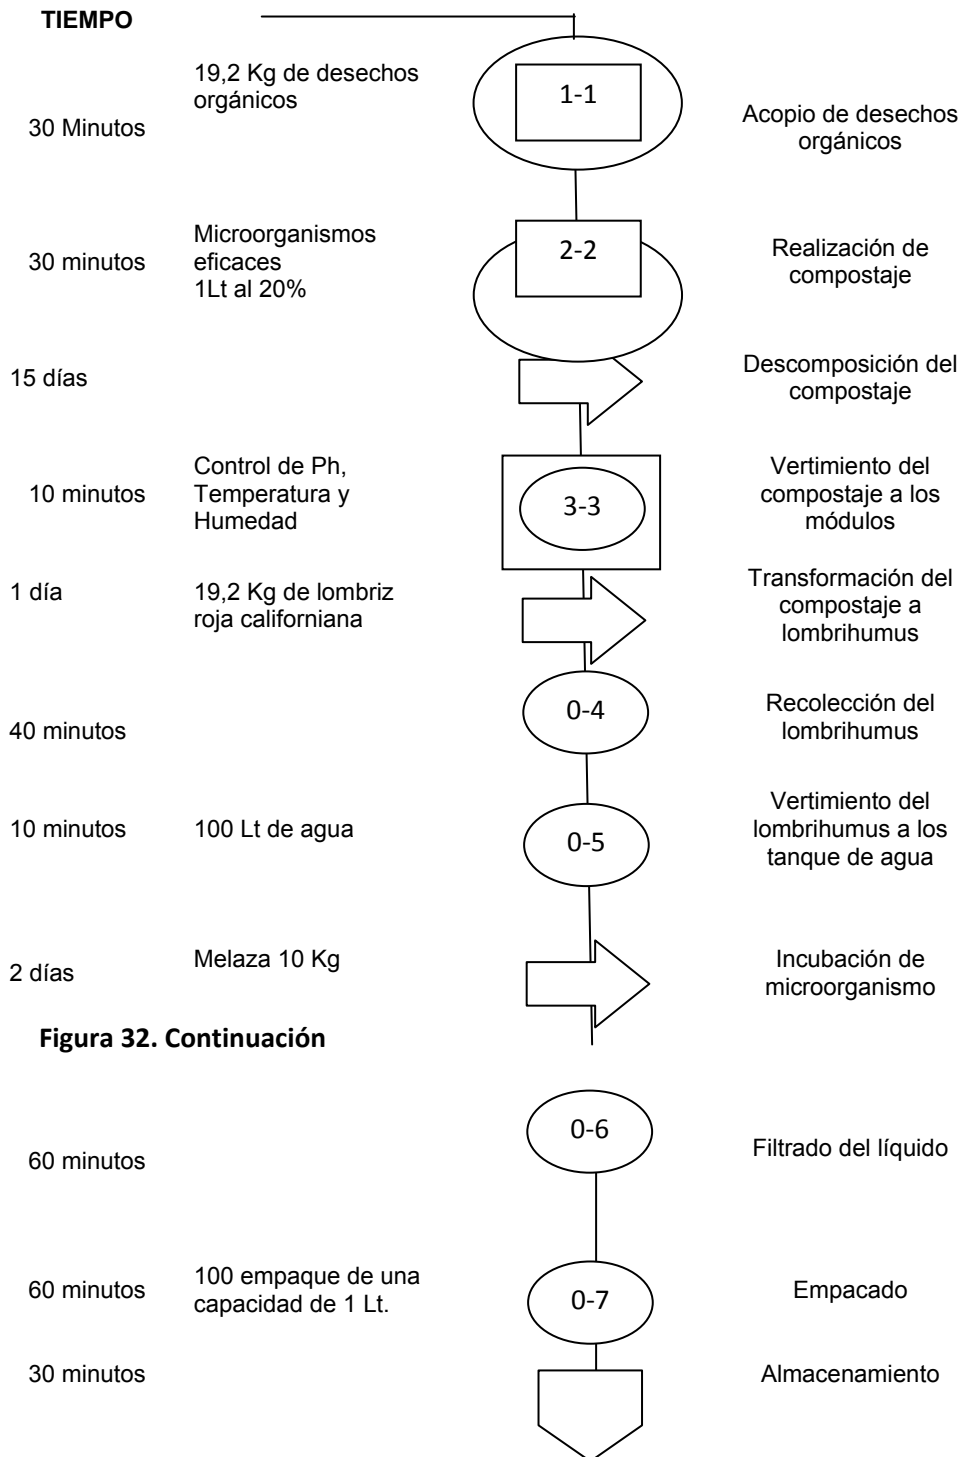 TIEMPO
19,2 Kg de desechos
orgánicos
30 Minutos
1-1
Acopio de desechos
orgánicos
Microorganismos
eficaces
1Lt al 20%
30 minutos
2-2
Realización de
compostaje
15 días
Descomposición del
compostaje
Control de Ph,
Temperatura y
Humedad
10 minutos
3-3
Vertimiento del
compostaje a los
módulos
1 día
19,2 Kg de lombriz
roja californiana
Transformación del
compostaje a
lombrihumus
40 minutos
0-4
Recolección del
lombrihumus
10 minutos
100 Lt de agua
0-5
Vertimiento del
lombrihumus a los
tanque de agua
2 días
Melaza 10 Kg
Incubación de
microorganismo
Figura 32. Continuación
60 minutos
0-6
Filtrado del líquido
60 minutos
100 empaque de una
capacidad de 1 Lt.
0-7
Empacado
30 minutos
Almacenamiento